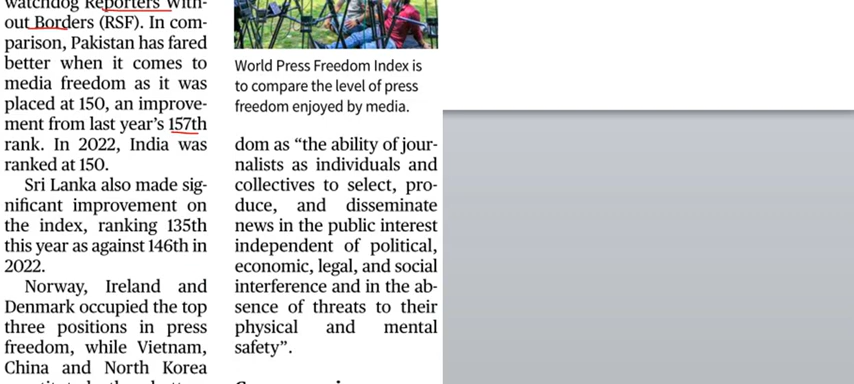 watchdog Reporters With-
out Borders (RSF). In com-
parison, Pakistan has fared
better when it comes to
media freedom as it was
placed at 150, an improve-
ment from last year's 157th
rank. In 2022, India was
ranked at 150.
Sri Lanka also made sig-
nificant improvement on
the index, ranking 135th
this year as against 146th in
2022.
Norway, Ireland and
Denmark occupied the top
three positions in press
freedom, while Vietnam,
China and North Korea
World Press Freedom Index is
to compare the level of press
freedom enjoyed by media.
dom as “the ability of jour-
nalists as individuals and
collectives to select, pro-
duce, and disseminate
news in the public interest
independent of political,
economic, legal, and social
interference and in the ab-
sence of threats to their
physical and mental
safety”.